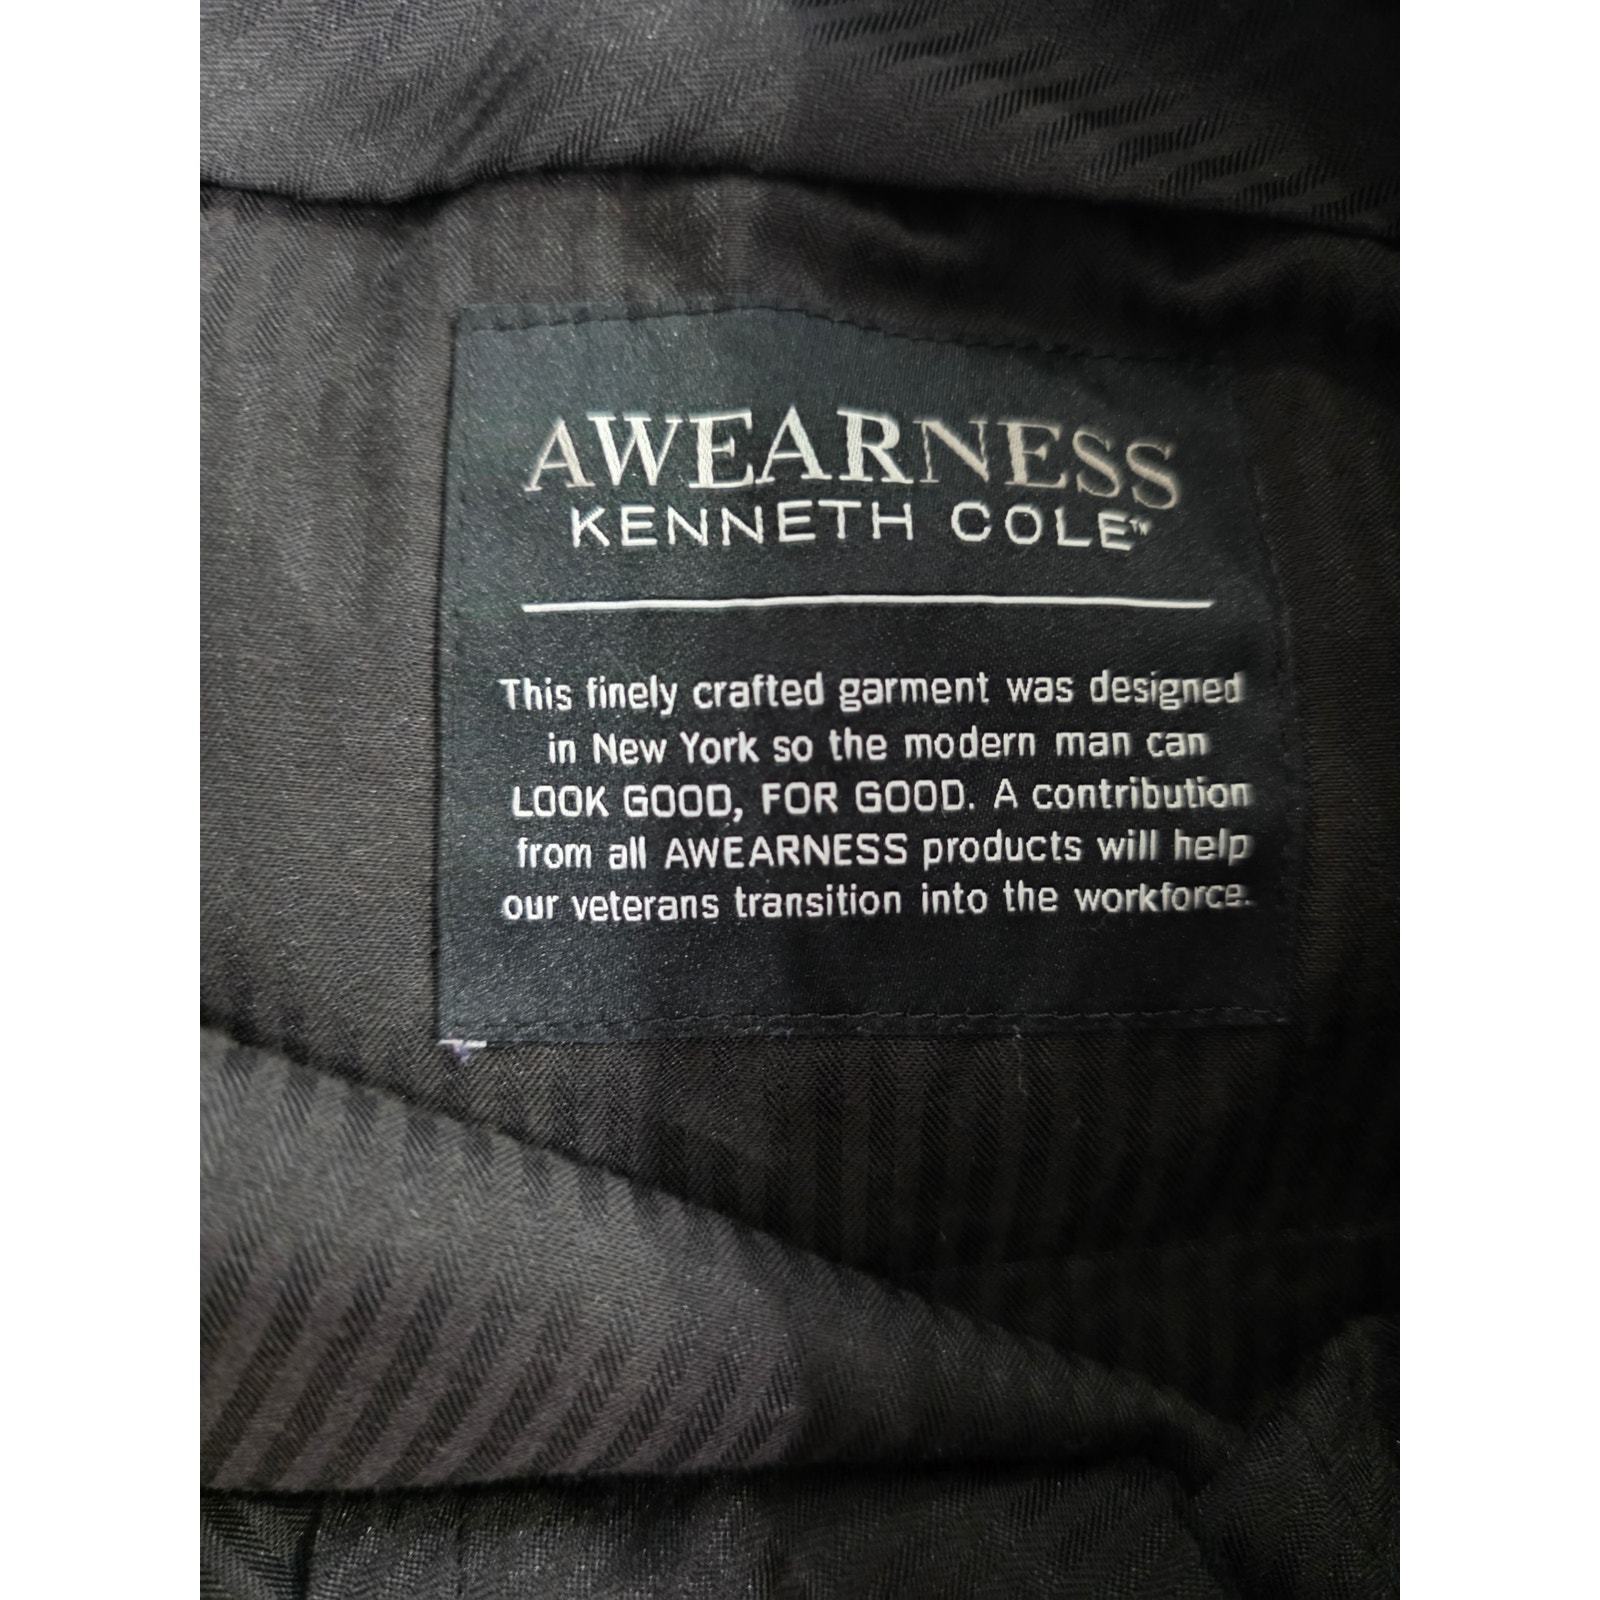 AWEARNESS
KENNETH COLE™
This finely crafted garment was designed
in New York so the modern man can
LOOK GOOD, FOR GOOD. A contribution
from all AWEARNESS products will help
our veterans transition into the workforce.